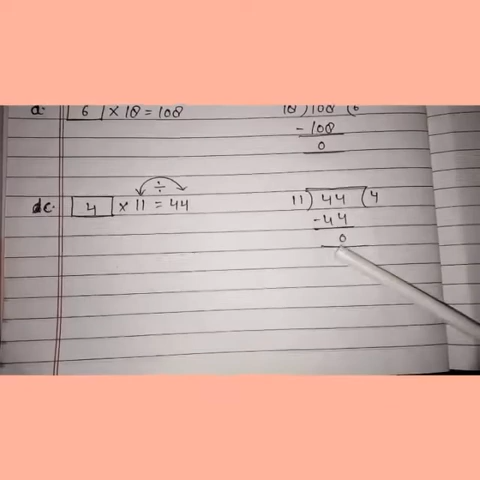 a. 6 × 18 = 108
18 ) 108 ( 6
- 108
0
c. 4 × 11 = 44
÷
11 ) 44 ( 4
-44
0